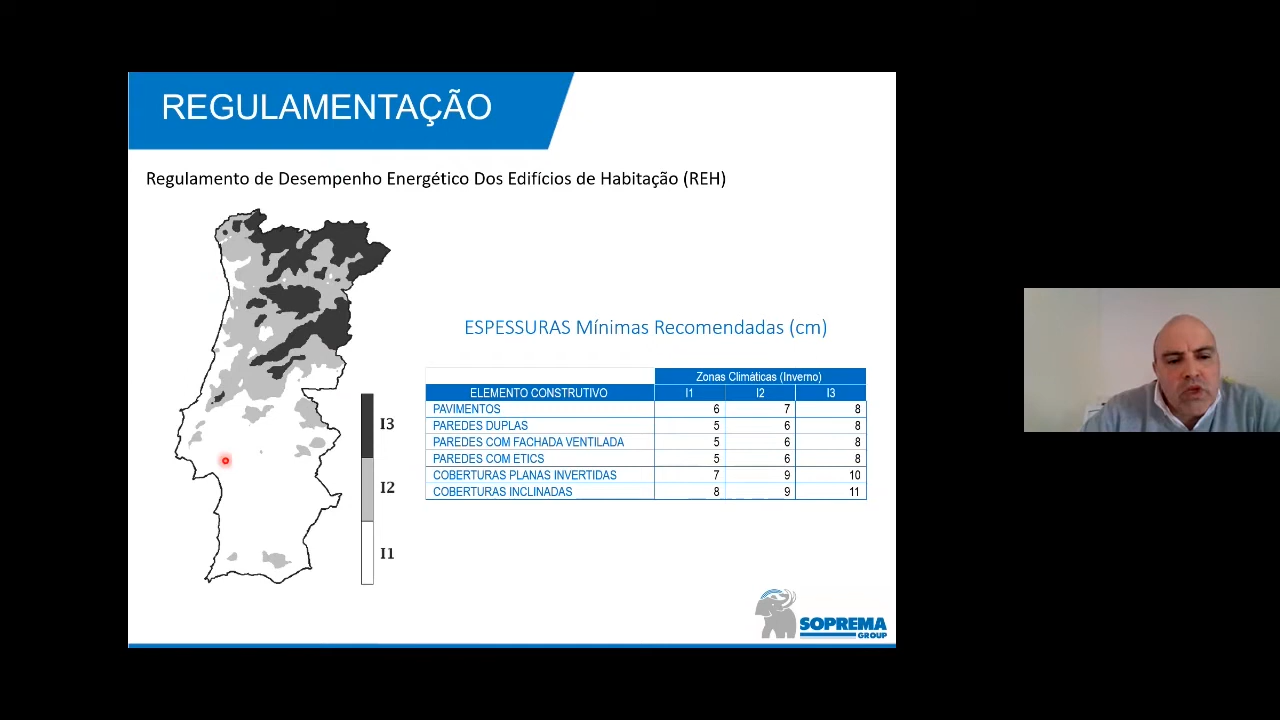 REGULAMENTAÇÃO
Regulamento de Desempenho Energético Dos Edifícios de Habitação (REH)
I3
I2
I1
ESPESSURAS Mínimas Recomendadas (cm)
Zonas Climáticas (Inverno)
ELEMENTO CONSTRUTIVO I1 I2 I3
PAVIMENTOS 6 7 8
PAREDES DUPLAS 5 6 8
PAREDES COM FACHADA VENTILADA 5 6 8
PAREDES COM ETICS 5 6 8
COBERTURAS PLANAS INVERTIDAS 7 9 10
COBERTURAS INCLINADAS 8 9 11
SOPREMA
GROUP